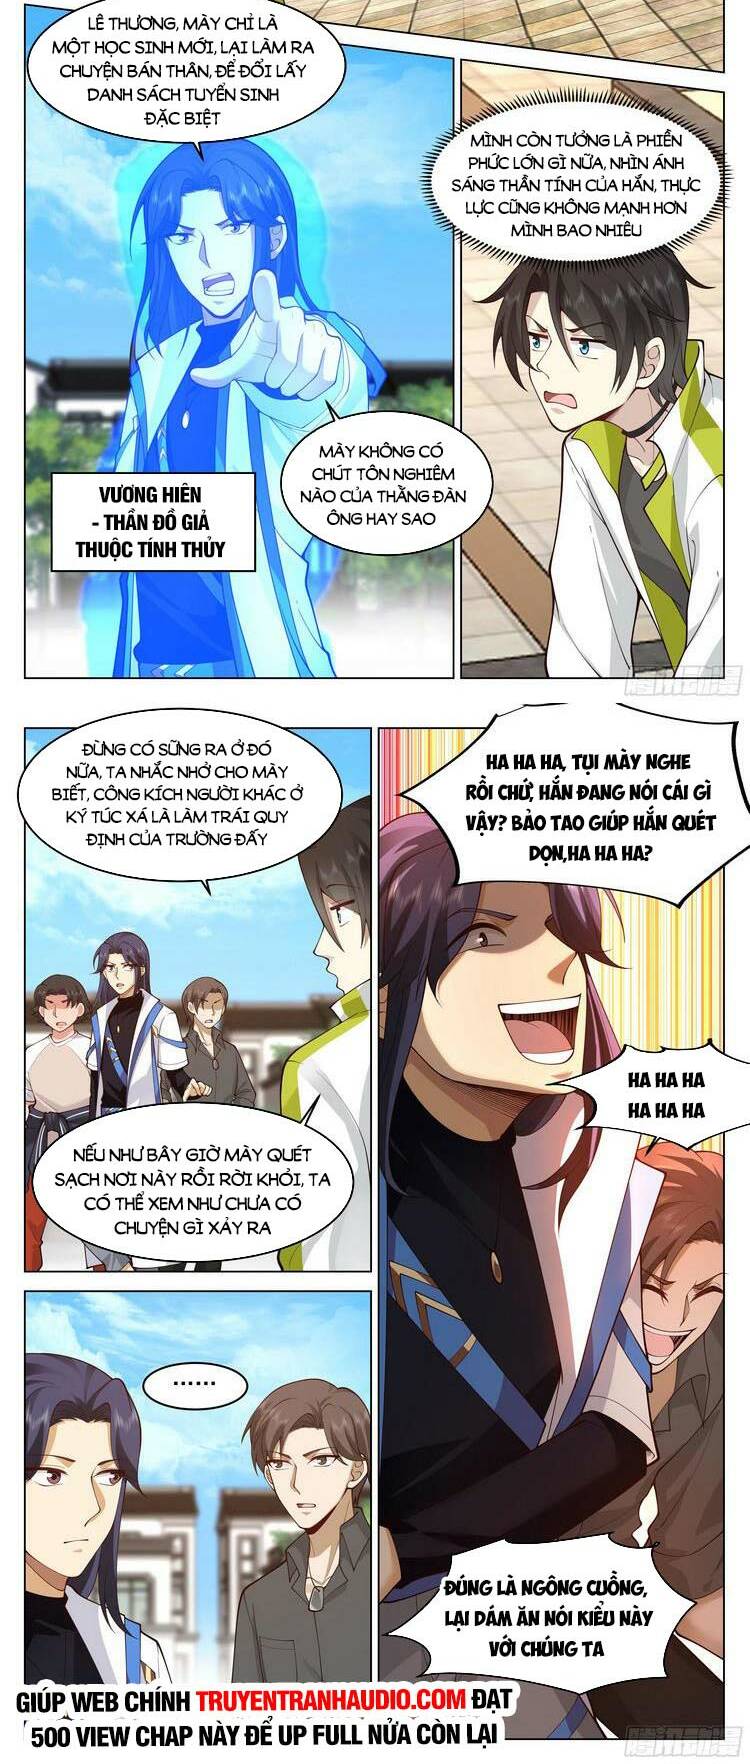 LÊ THƯƠNG, MÀY CHỈ LÀ
MỘT HỌC SINH MỚI, LẠI LÀM RA
CHUYỆN BÁN THÂN, ĐỂ ĐỔI LẤY
DANH SÁCH TUYỂN SINH
ĐẶC BIỆT
MÌNH CÒN TƯỞNG LÀ PHIỀN
PHỨC LỚN GÌ NỮA, NHÌN ÁNH
SÁNG THẦN TÍNH CỦA HẮN, THỰC
LỰC CŨNG KHÔNG MẠNH HƠN
MÌNH BAO NHIÊU
MÀY KHÔNG CÓ
CHÚT TÔN NGHIÊM
NÀO CỦA THẰNG ĐÀN
ÔNG HAY SAO
VƯƠNG HIÊN
- THẦN ĐỒ GIẢ
THUỘC TÍNH THỦY
腾讯动漫
ĐỪNG CÓ SỮNG RA Ở ĐÓ
NỮA, TA NHẮC NHỞ CHO MÀY
BIẾT, CÔNG KÍCH NGƯỜI KHÁC Ở
KÝ TÚC XÁ LÀ LÀM TRÁI QUY
ĐỊNH CỦA TRƯỜNG ĐẤY
HA HA HA, TỤI MÀY NGHE
RỒI CHỨ, HẮN ĐANG NÓI CÁI GÌ
VẬY? BẢO TAO GIÚP HẮN QUÉT
DỌN,HA HA HA?
HA HA HA
HA HA HA
NẾU NHƯ BÂY GIỜ MÀY QUÉT
SẠCH NƠI NÀY RỒI RỜI KHỎI, TA
CÓ THỂ XEM NHƯ CHƯA CÓ
CHUYỆN GÌ XẢY RA
......
ĐÚNG LÀ NGÔNG CUỒNG,
LẠI DÁM ĂN NÓI KIỂU NÀY
VỚI CHÚNG TA
GIÚP WEB CHÍNH TRUYENTRANHAUDIO.COM ĐẠT
500 VIEW CHAP NÀY ĐỂ UP FULL NỬA CÒN LẠI
腾讯动漫